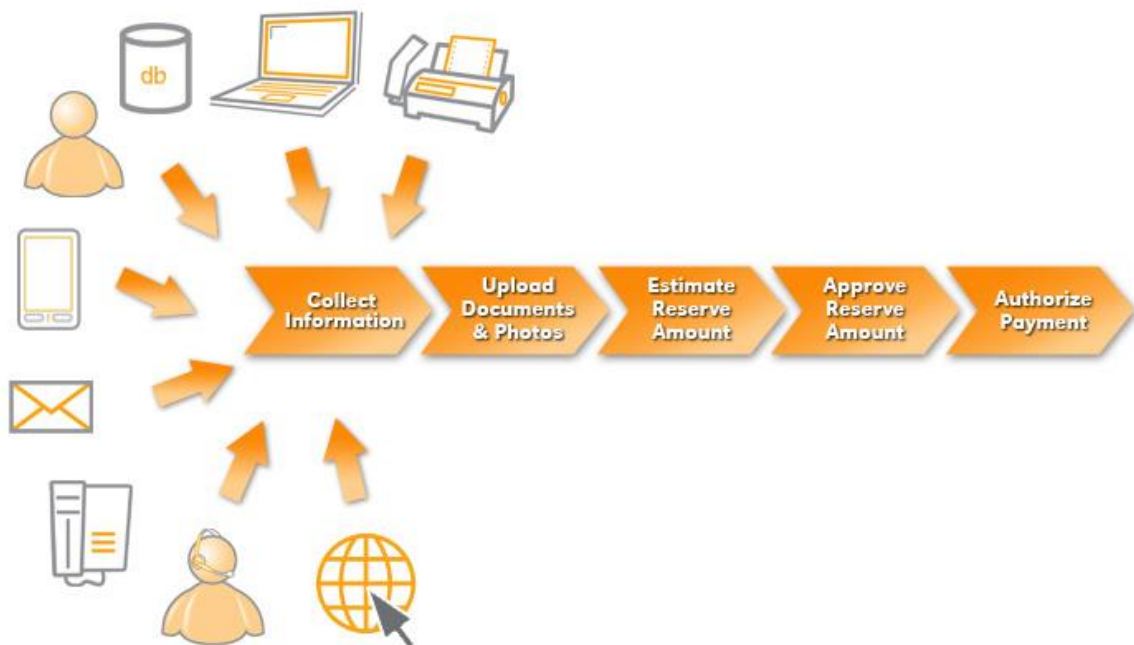 db
Collect
Information
Upload
Documents
& Photos
Estimate
Reserve
Amount
Approve
Reserve
Amount
Authorize
Payment